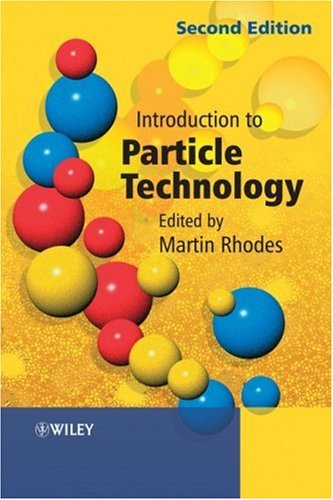 Second Edition
Introduction to
Particle
Technology
Edited by
Martin Rhodes
WILEY